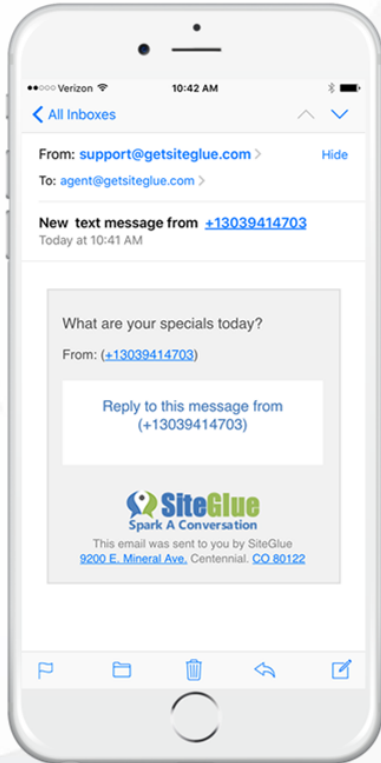 Verizon 10:42 AM
All Inboxes
From: support@getsiteglue.com Hide
To: agent@getsiteglue.com
New text message from +13039414703
Today at 10:41 AM
What are your specials today?
From: (+13039414703)
Reply to this message from
(+13039414703)
SiteGlue
Spark A Conversation
This email was sent to you by SiteGlue
9200 E. Mineral Ave, Centennial. CO 80122